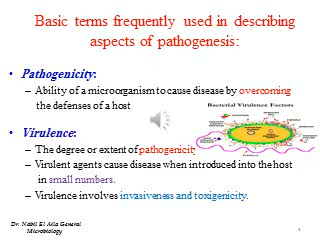 Basic terms frequently used in describing
aspects of pathogenesis:
• Pathogenicity:
– Ability of a microorganism to cause disease by overcoming
the defenses of a host
Bacterial Virulence Factors
• Virulence:
– The degree or extent of pathogenicity
– Virulent agents cause disease when introduced into the host
in small numbers.
– Virulence involves invasiveness and toxigenicity.
Dr. Nabil El Aila General
Microbiology